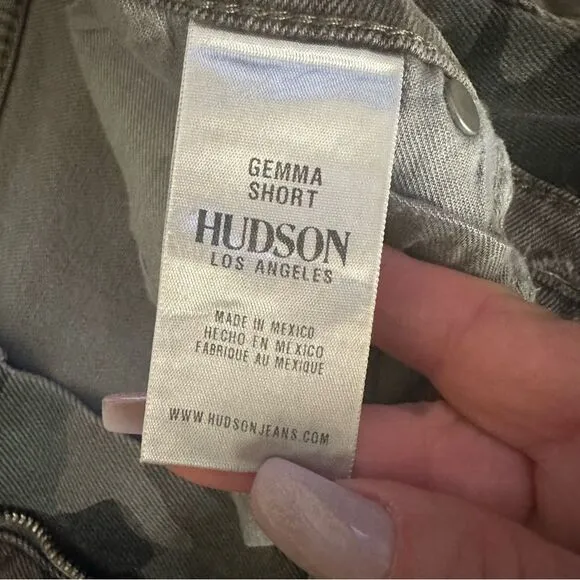 GEMMA
SHORT
HUDSON
LOS ANGELES
MADE IN MEXICO
HECHO EN MEXICO
FABRIQUE AU MEXIQUE
WWW.HUDSONJEANS.COM